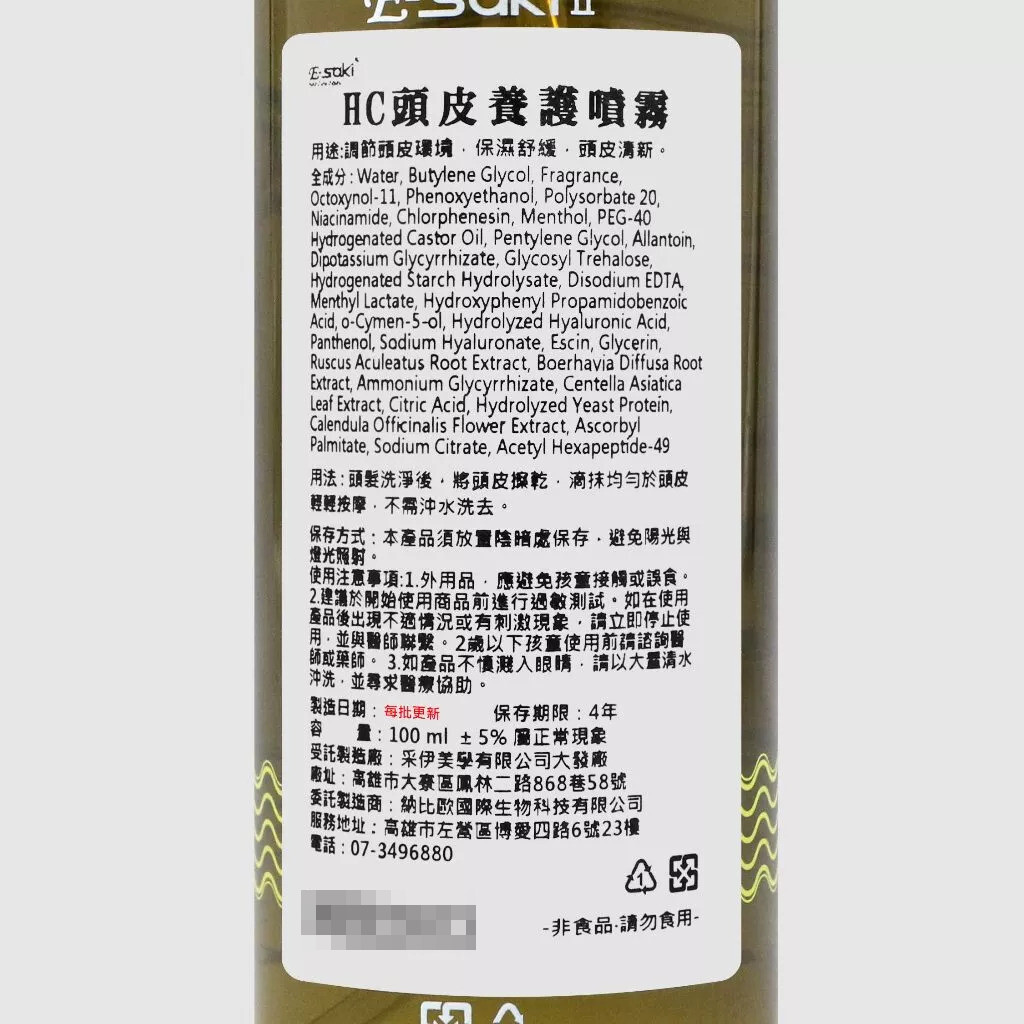 E-saki II
E·saki
HC頭皮養護噴霧
用途:調節頭皮環境，保濕舒緩，頭皮清新。
全成分：Water, Butylene Glycol, Fragrance,
Octoxynol-11, Phenoxyethanol, Polysorbate 20,
Niacinamide, Chlorphenesin, Menthol, PEG-40
Hydrogenated Castor Oil, Pentylene Glycol, Allantoin,
Dipotassium Glycyrrhizate, Glycosyl Trehalose,
Hydrogenated Starch Hydrolysate, Disodium EDTA,
Menthyl Lactate, Hydroxyphenyl Propamidobenzoic
Acid, o-Cymen-5-ol, Hydrolyzed Hyaluronic Acid,
Panthenol, Sodium Hyaluronate, Escin, Glycerin,
Ruscus Aculeatus Root Extract, Boerhavia Diffusa Root
Extract, Ammonium Glycyrrhizate, Centella Asiatica
Leaf Extract, Citric Acid, Hydrolyzed Yeast Protein,
Calendula Officinalis Flower Extract, Ascorbyl
Palmitate, Sodium Citrate, Acetyl Hexapeptide-49
用法：頭髮洗淨後，將頭皮擦乾，滴抹均勻於頭皮
輕輕按摩，不需沖水洗去。
保存方式：本產品須放置陰暗處保存，避免陽光與
燈光照射。
使用注意事項:1.外用品，應避免孩童接觸或誤食。
2.建議於開始使用商品前進行過敏測試。如在使用
產品後出現不適情況或有刺激現象，請立即停止使
用，並與醫師聯繫。2歲以下孩童使用前請諮詢醫
師或藥師。3.如產品不慎濺入眼睛，請以大量清水
沖洗，並尋求醫療協助。
製造日期：每批更新 保存期限：4年
容 量：100 ml ±5% 屬正常現象
受託製造廠：采伊美學有限公司大發廠
廠址：高雄市大寮區鳳林二路868巷58號
委託製造商：納比歐國際生物科技有限公司
服務地址：高雄市左營區博愛四路6號23樓
電話：07-3496880
1
-非食品·請勿食用-